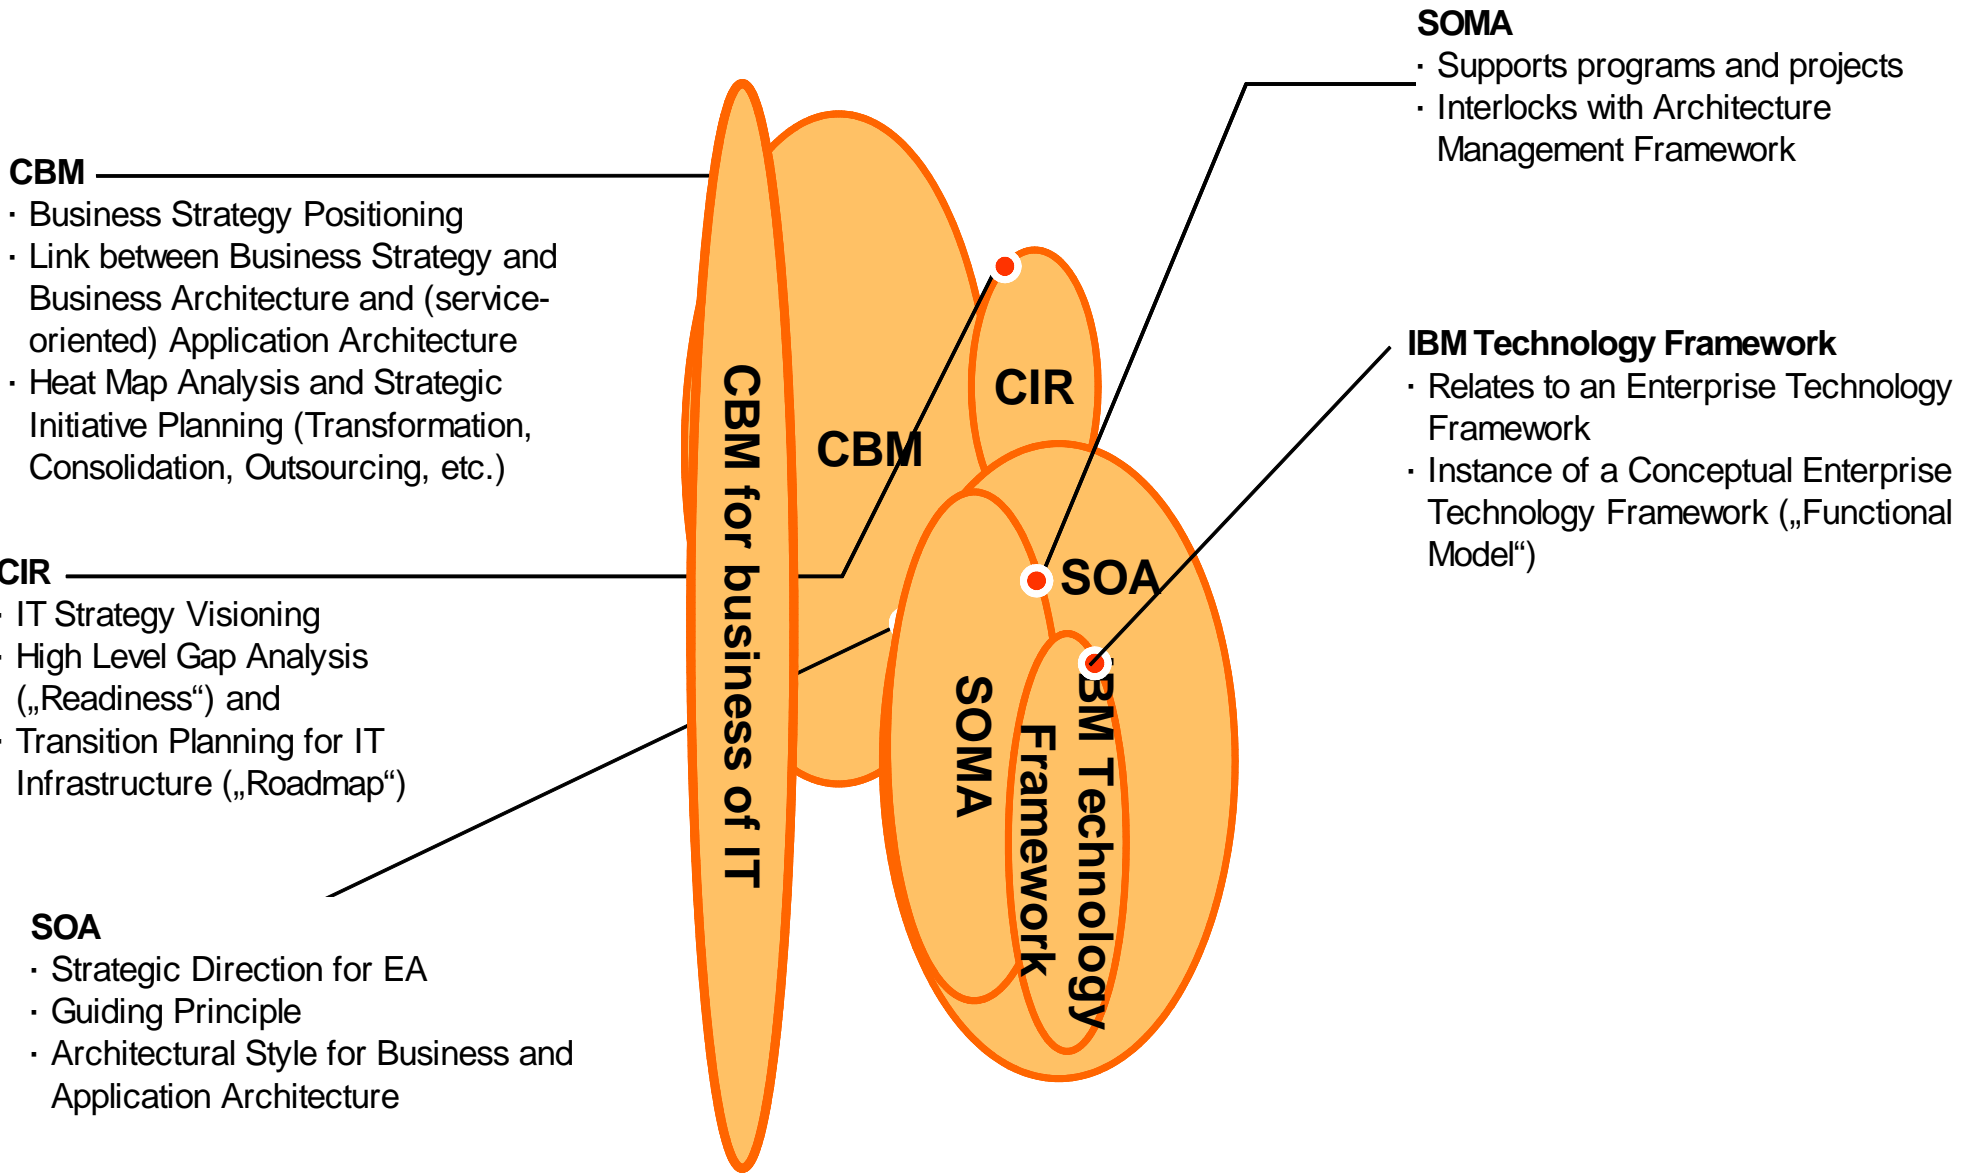 SOMA
· Supports programs and projects
· Interlocks with Architecture
Management Framework
CBM
· Business Strategy Positioning
· Link between Business Strategy and
Business Architecture and (service-
oriented) Application Architecture
· Heat Map Analysis and Strategic
Initiative Planning (Transformation,
Consolidation, Outsourcing, etc.)
IBM Technology Framework
· Relates to an Enterprise Technology
Framework
· Instance of a Conceptual Enterprise
Technology Framework („Functional
Model“)
CIR
· IT Strategy Visioning
· High Level Gap Analysis
(„Readiness“) and
· Transition Planning for IT
Infrastructure („Roadmap“)
SOA
· Strategic Direction for EA
· Guiding Principle
· Architectural Style for Business and
Application Architecture
CBM for business of IT
CBM
CIR
SOA
SOMA
IBM Technology
Framework